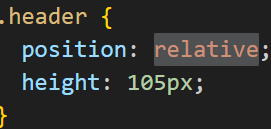 .header {
  position: relative;
  height: 105px;
}